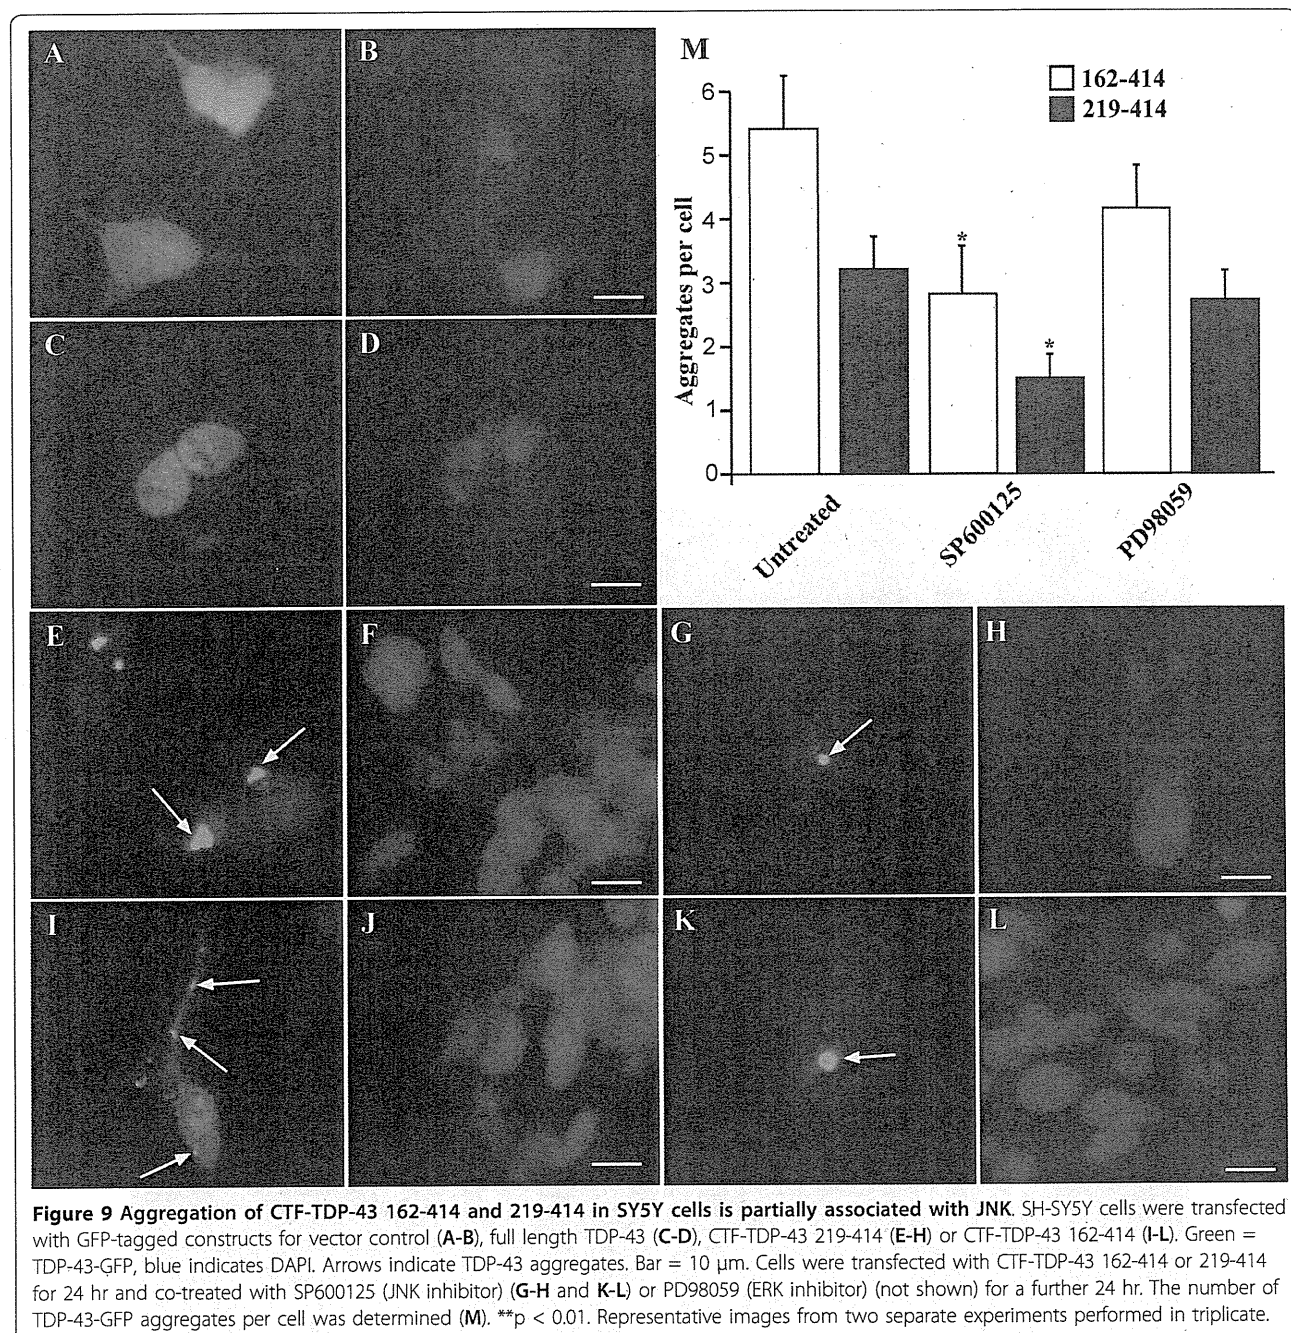 A
B
M
162-414
219-414
6
5
4
3
2
1
0
Aggregates per cell
*
*
Untreated
SP600125
PD98059
C
D
E
F
G
H
I
J
K
L
Figure 9 Aggregation of CTF-TDP-43 162-414 and 219-414 in SY5Y cells is partially associated with JNK. SH-SY5Y cells were transfected
with GFP-tagged constructs for vector control (A-B), full length TDP-43 (C-D), CTF-TDP-43 219-414 (E-H) or CTF-TDP-43 162-414 (I-L). Green =
TDP-43-GFP, blue indicates DAPI. Arrows indicate TDP-43 aggregates. Bar = 10 μm. Cells were transfected with CTF-TDP-43 162-414 or 219-414
for 24 hr and co-treated with SP600125 (JNK inhibitor) (G-H and K-L) or PD98059 (ERK inhibitor) (not shown) for a further 24 hr. The number of
TDP-43-GFP aggregates per cell was determined (M). **p < 0.01. Representative images from two separate experiments performed in triplicate.